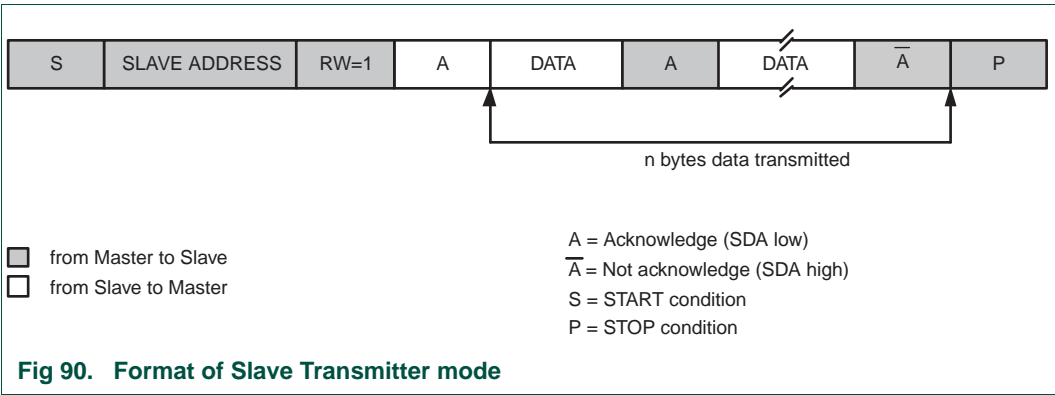 S SLAVE ADDRESS RW=1 A DATA A DATA A̅ P
n bytes data transmitted
from Master to Slave
from Slave to Master
A = Acknowledge (SDA low)
A̅ = Not acknowledge (SDA high)
S = START condition
P = STOP condition
Fig 90. Format of Slave Transmitter mode